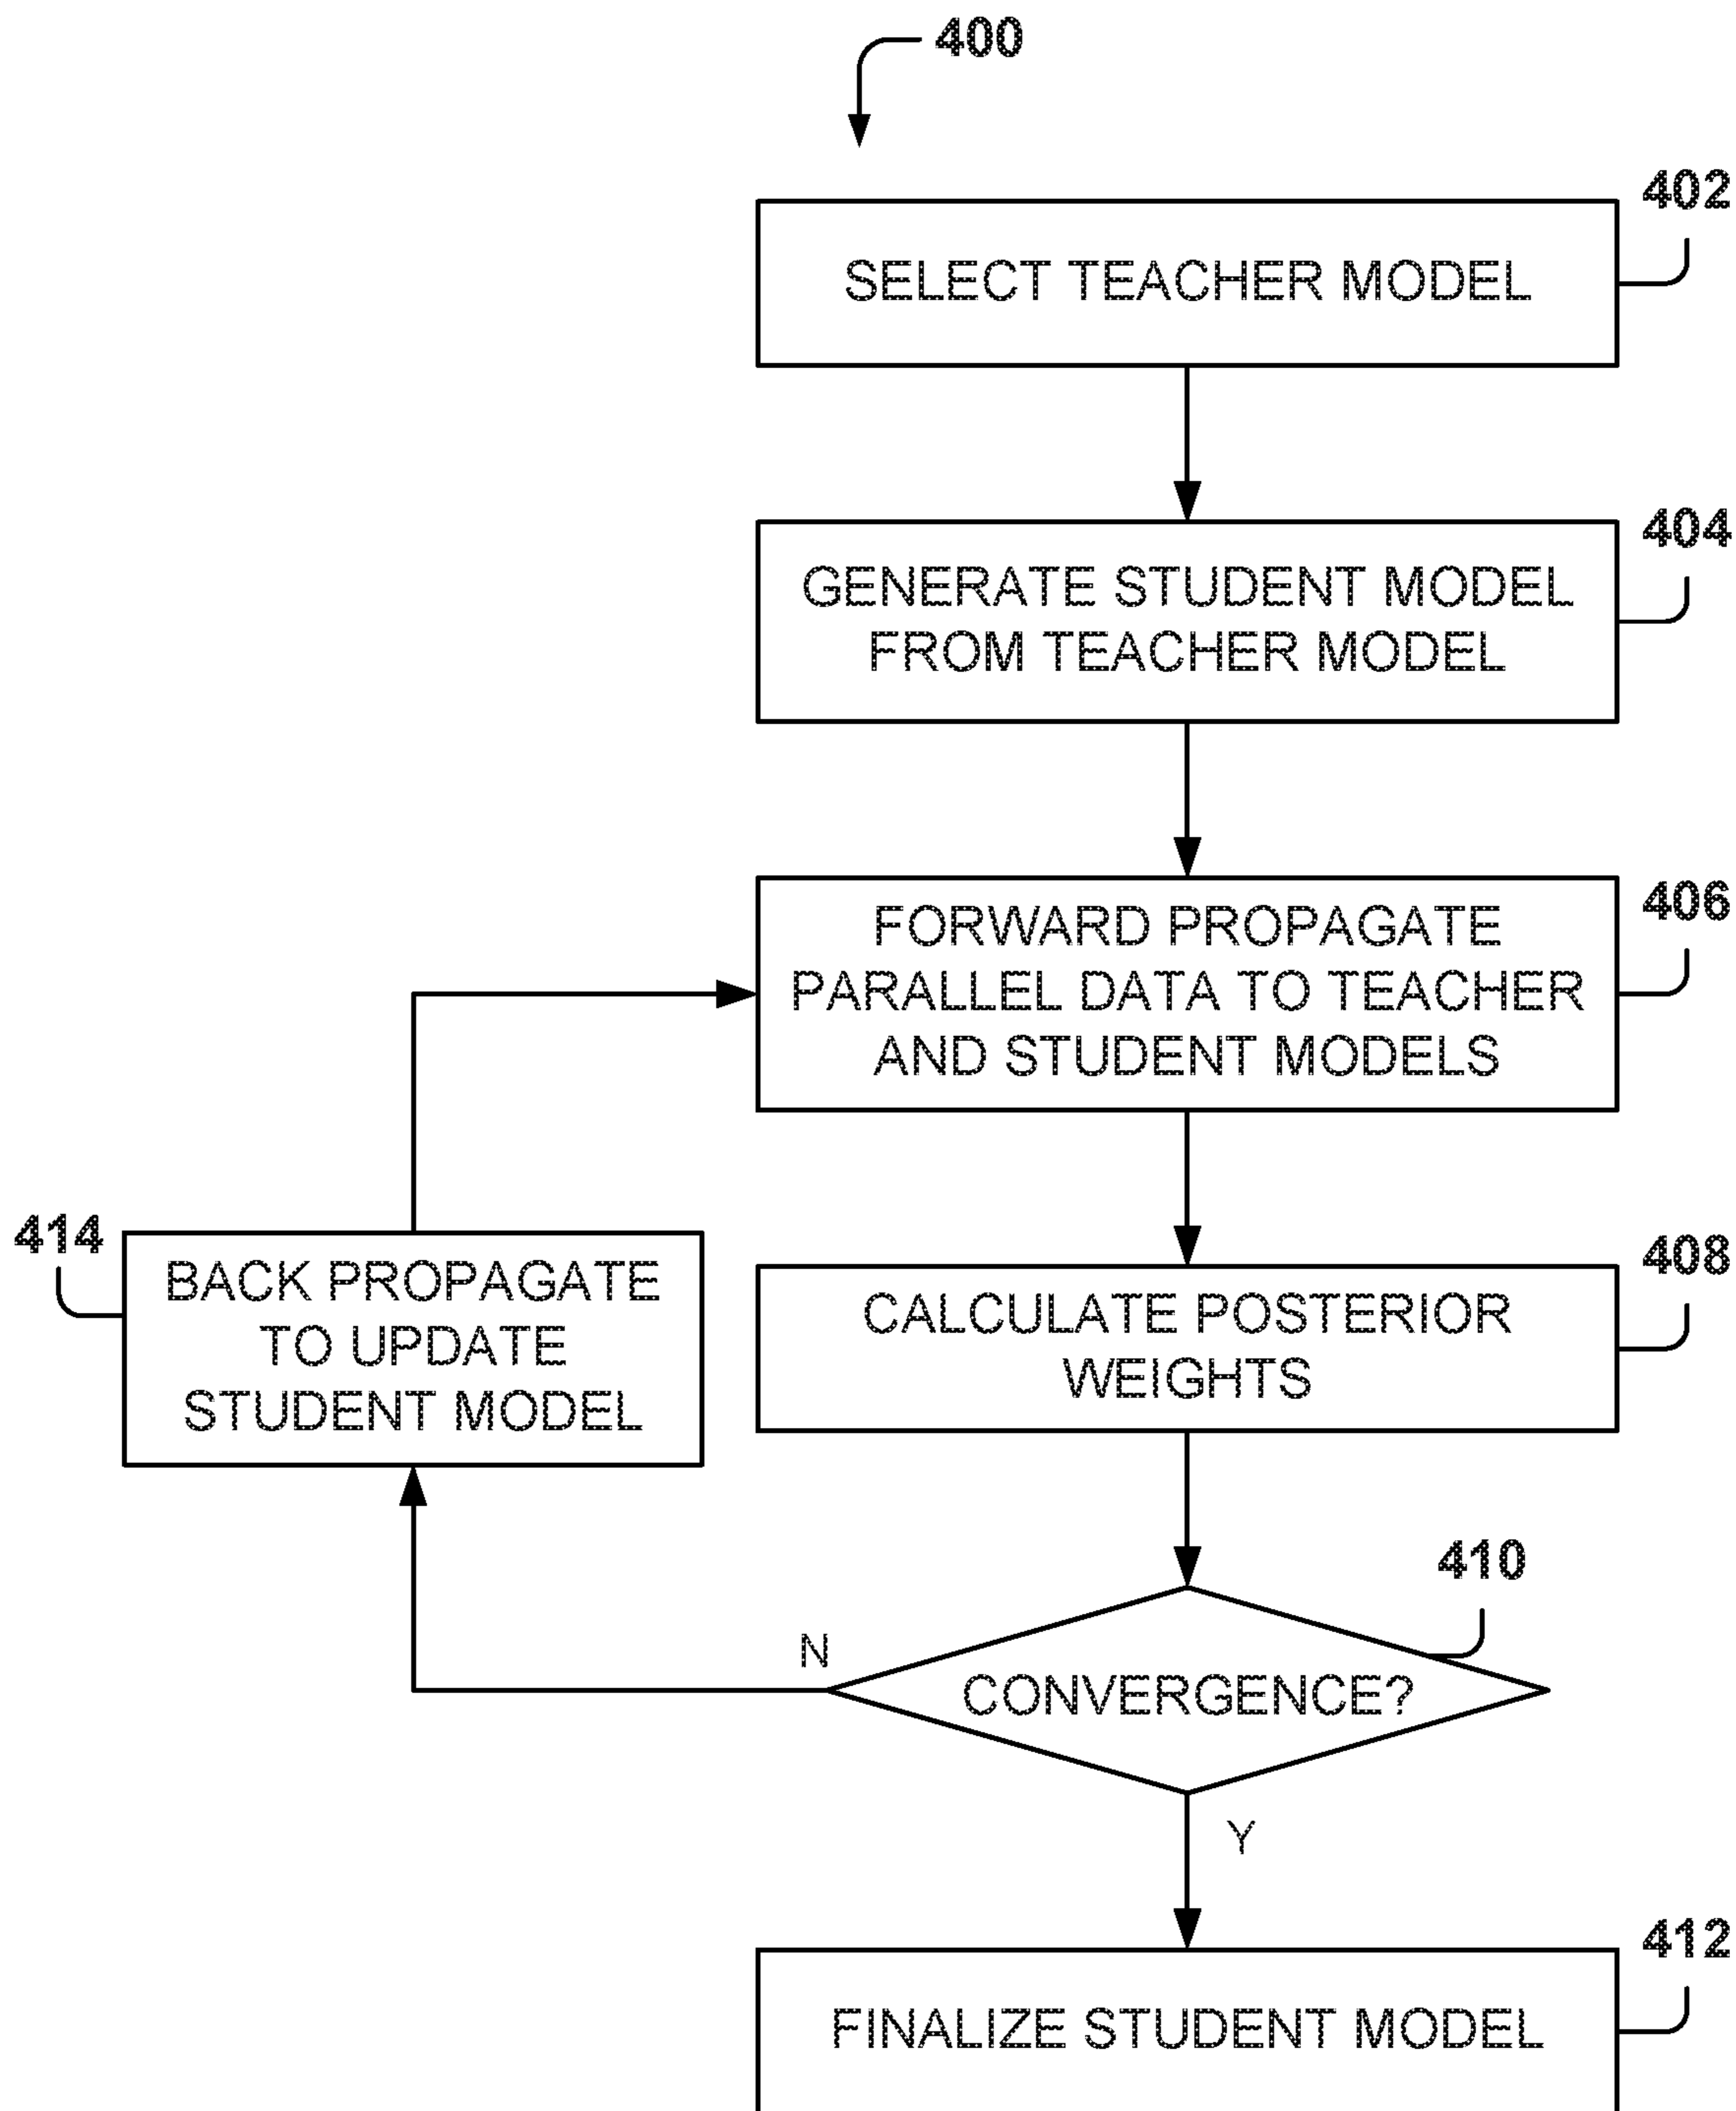 400
402
SELECT TEACHER MODEL
404
GENERATE STUDENT MODEL
FROM TEACHER MODEL
406
FORWARD PROPAGATE
PARALLEL DATA TO TEACHER
AND STUDENT MODELS
414
BACK PROPAGATE
TO UPDATE
STUDENT MODEL
408
CALCULATE POSTERIOR
WEIGHTS
410
N
CONVERGENCE?
Y
412
FINALIZE STUDENT MODEL